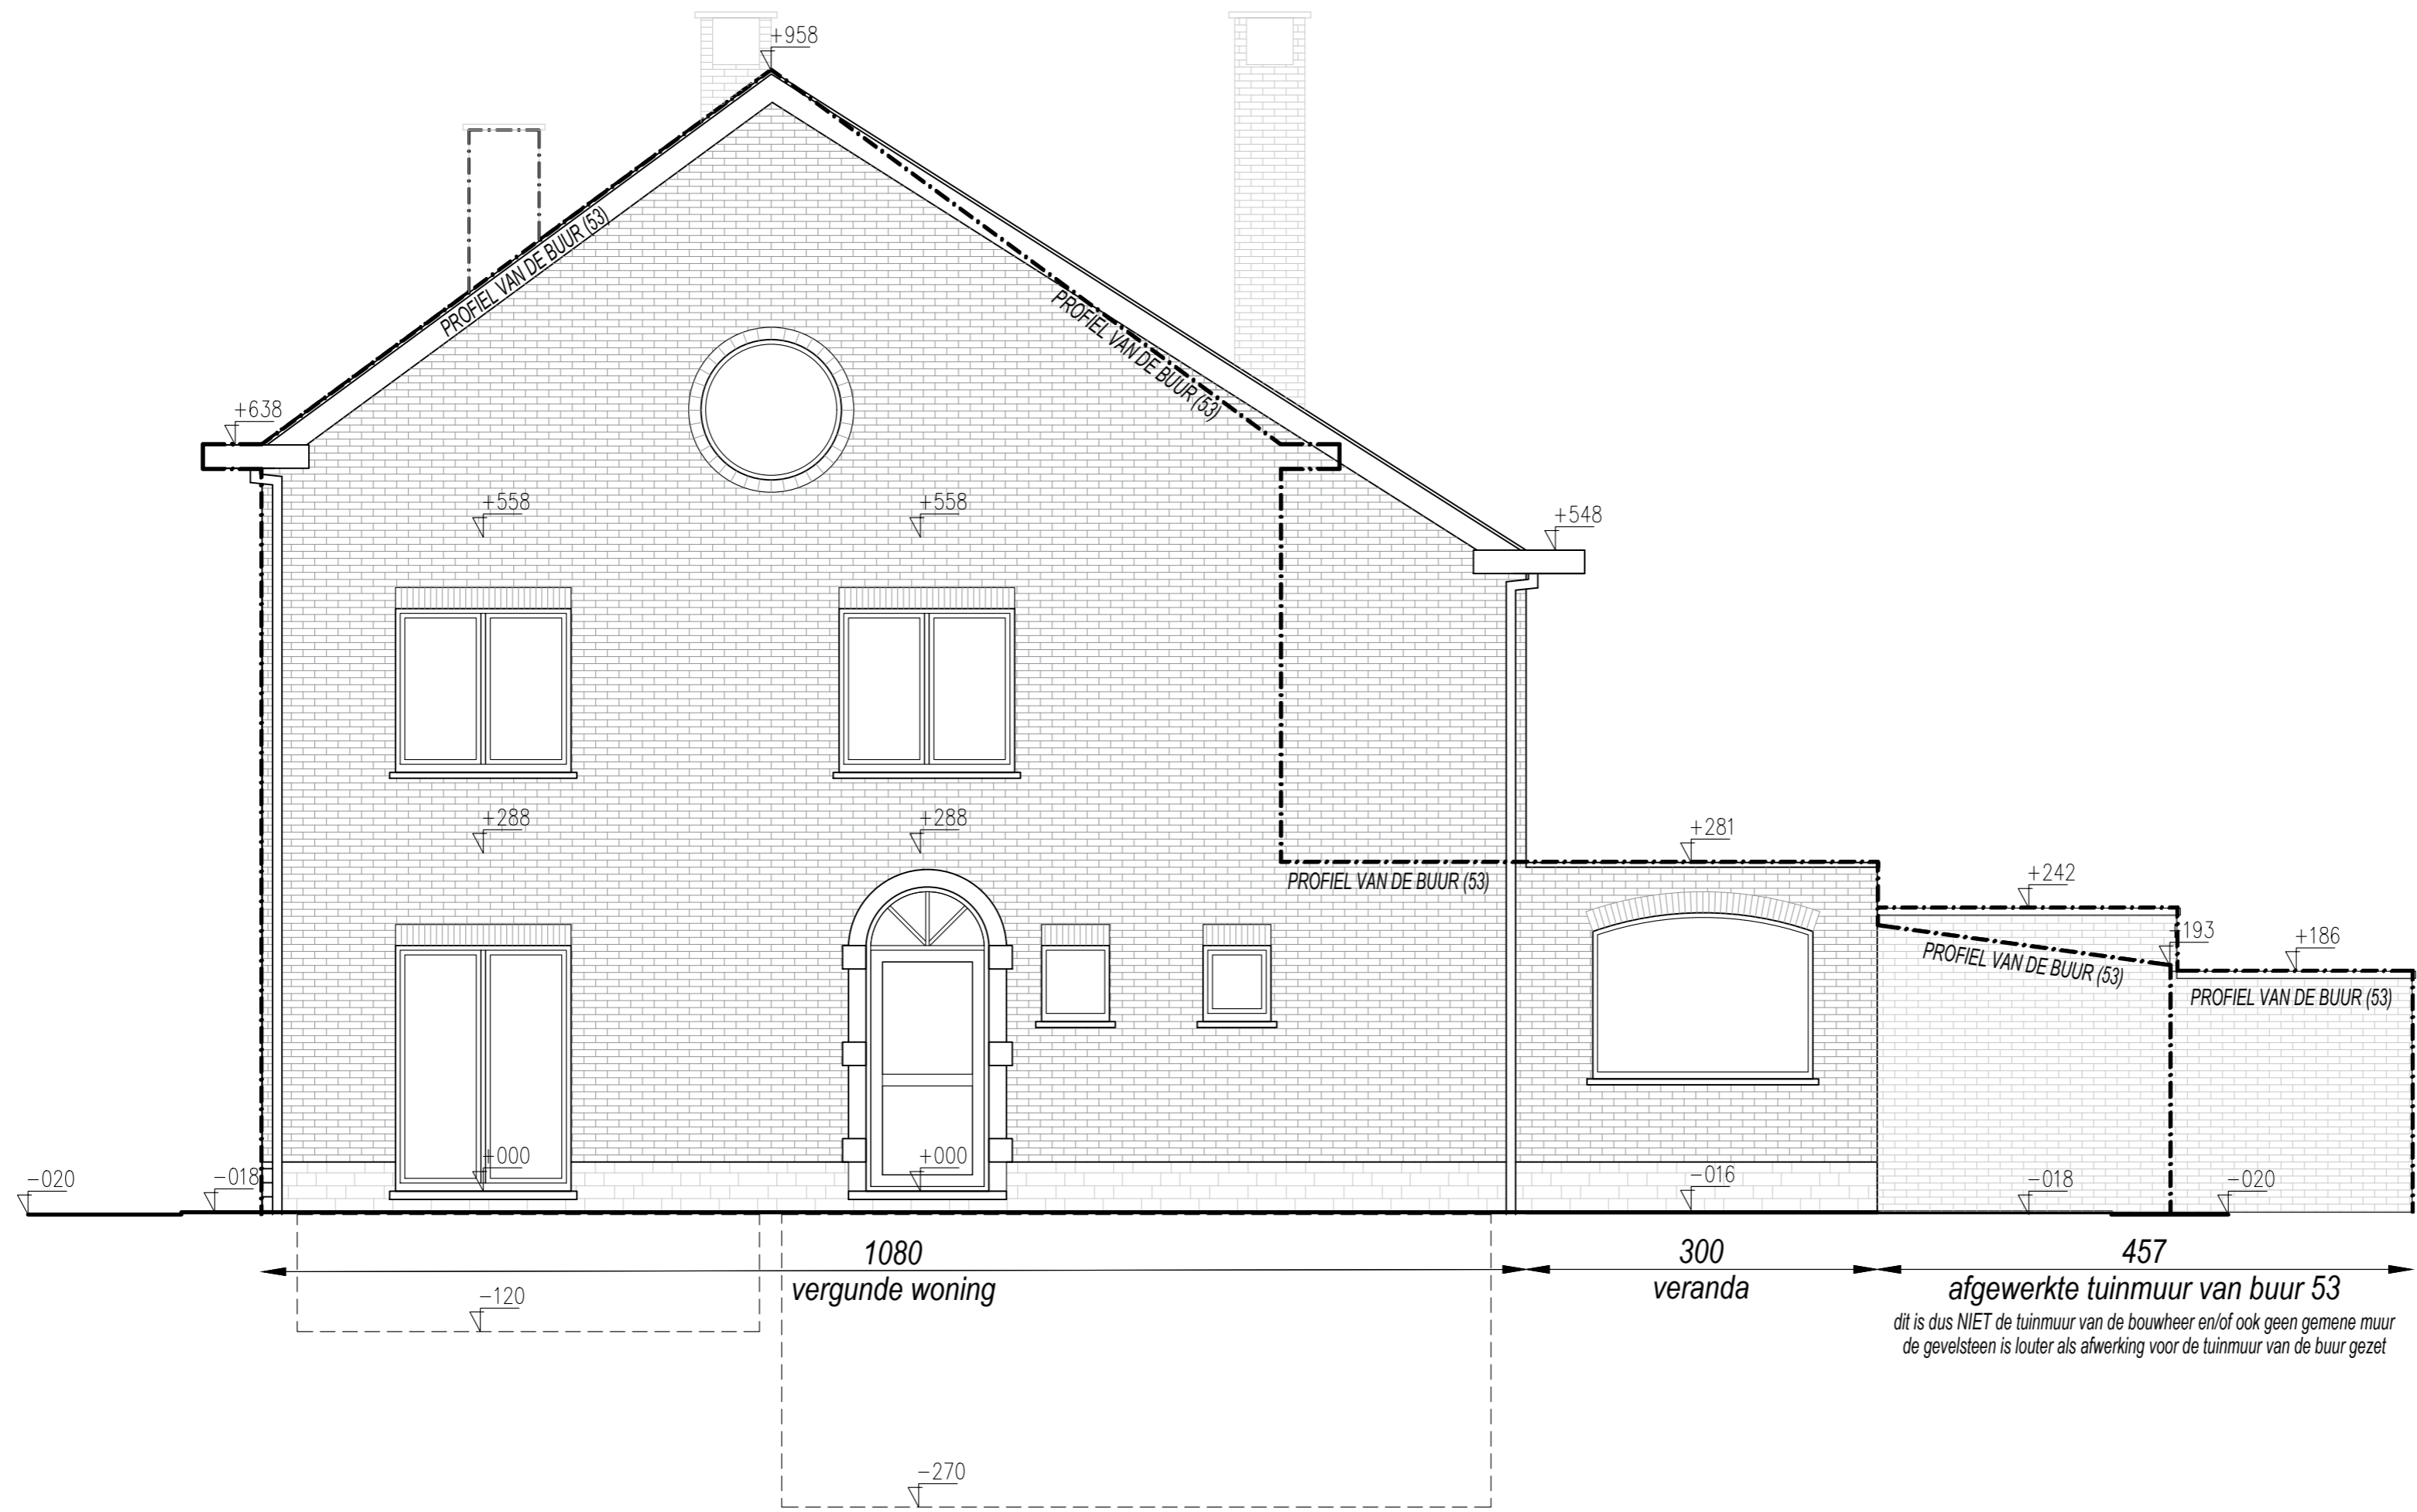 +958
PROFIEL VAN DE BUUR (53)
PROFIEL VAN DE BUUR (53)
+638
+558
+558
+548
+288
+288
+281
PROFIEL VAN DE BUUR (53)
+242
193
+186
PROFIEL VAN DE BUUR (53)
PROFIEL VAN DE BUUR (53)
+000
+000
-020
-018
-016
-018
-020
1080
vergunde woning
300
veranda
457
afgewerkte tuinmuur van buur 53
dit is dus NIET de tuinmuur van de bouwheer en/of ook geen gemene muur
de gevelsteen is louter als afwerking voor de tuinmuur van de buur gezet
-120
-270